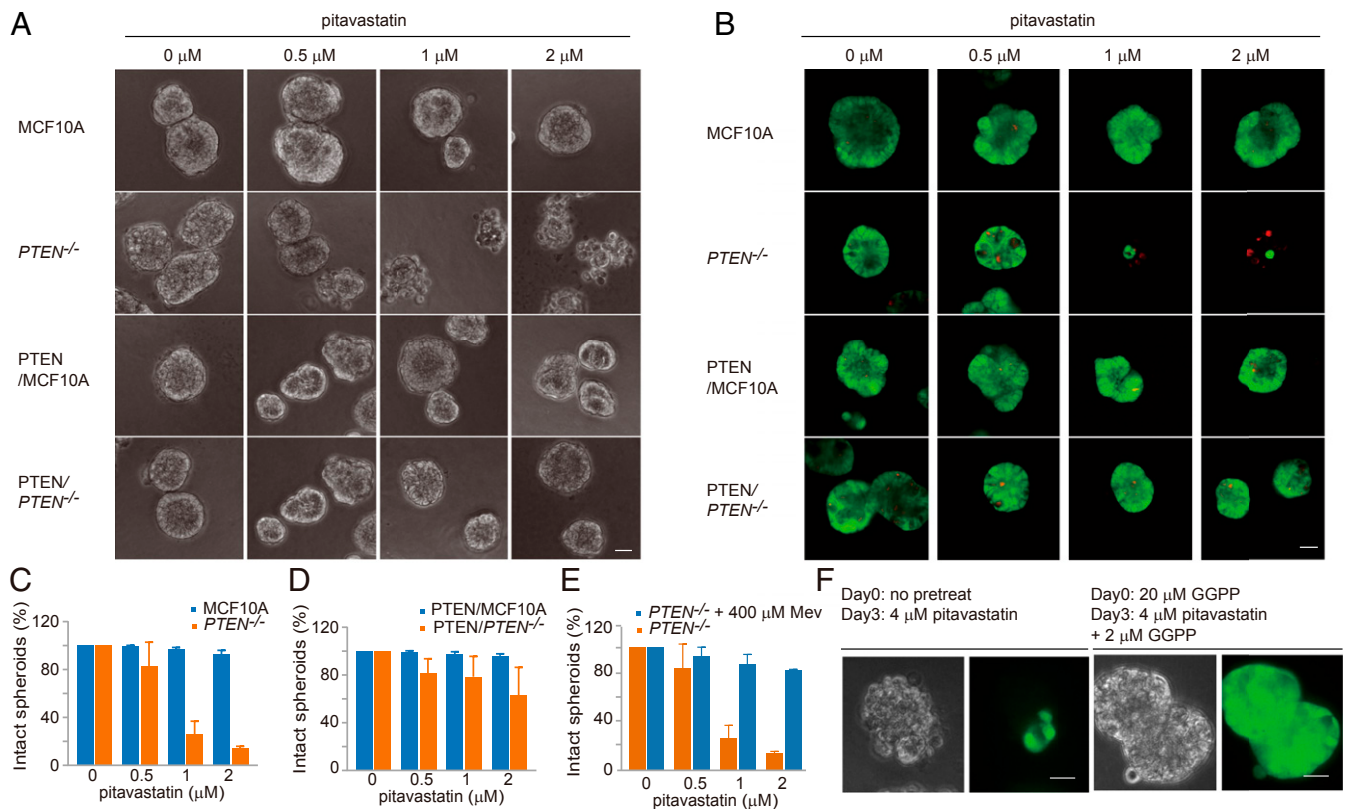 A
pitavastatin
0 μM 0.5 μM 1 μM 2 μM
MCF10A
PTEN-/-
PTEN
/MCF10A
PTEN/
PTEN-/-
B
pitavastatin
0 μM 0.5 μM 1 μM 2 μM
MCF10A
PTEN-/-
PTEN
/MCF10A
PTEN/
PTEN-/-
C
Intact spheroids (%)
120
80
40
0
MCF10A
PTEN-/-
0 0.5 1 2
pitavastatin (μM)
D
Intact spheroids (%)
120
80
40
0
PTEN/MCF10A
PTEN/PTEN-/-
0 0.5 1 2
pitavastatin (μM)
E
Intact spheroids (%)
120
80
40
0
PTEN-/- + 400 μM Mev
PTEN-/-
0 0.5 1 2
pitavastatin (μM)
F
Day0: no pretreat
Day3: 4 μM pitavastatin
Day0: 20 μM GGPP
Day3: 4 μM pitavastatin
+ 2 μM GGPP